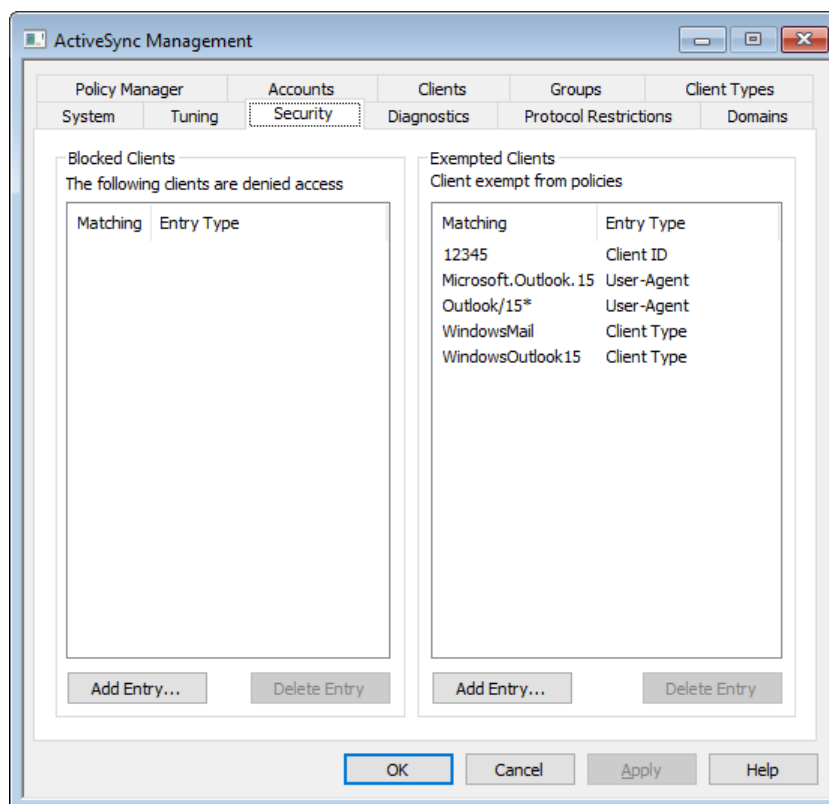 ActiveSync Management
Policy Manager Accounts Clients Groups Client Types
System Tuning Security Diagnostics Protocol Restrictions Domains
Blocked Clients
The following clients are denied access
Matching Entry Type
Add Entry... Delete Entry
Exempted Clients
Client exempt from policies
Matching Entry Type
12345 Client ID
Microsoft.Outlook.15 User-Agent
Outlook/15* User-Agent
WindowsMail Client Type
WindowsOutlook15 Client Type
Add Entry... Delete Entry
OK Cancel Apply Help